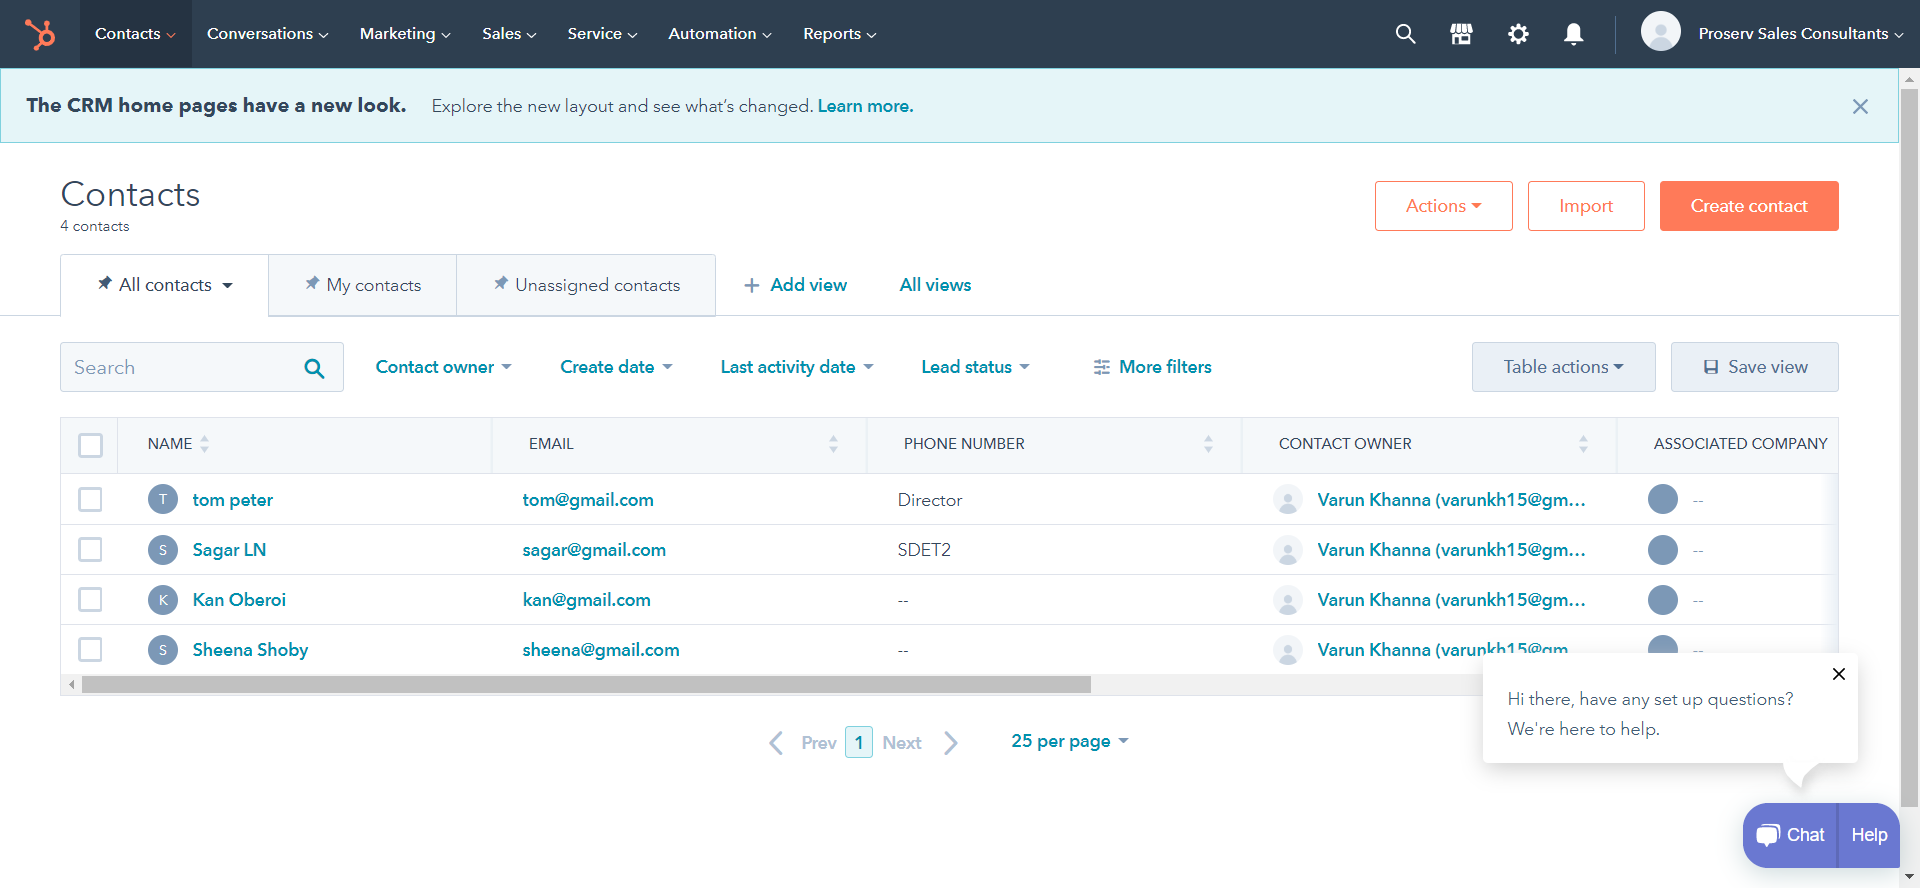 Contacts Conversations Marketing Sales Service Automation Reports Proserv Sales Consultants
The CRM home pages have a new look. Explore the new layout and see what's changed. Learn more.
Contacts
4 contacts
Actions Import Create contact
All contacts My contacts Unassigned contacts + Add view All views
Search Contact owner Create date Last activity date Lead status More filters Table actions Save view
NAME EMAIL PHONE NUMBER CONTACT OWNER ASSOCIATED COMPANY
T tom peter tom@gmail.com Director Varun Khanna (varunkh15@gm... --
S Sagar LN sagar@gmail.com SDET2 Varun Khanna (varunkh15@gm... --
K Kan Oberoi kan@gmail.com -- Varun Khanna (varunkh15@gm... --
S Sheena Shoby sheena@gmail.com -- Varun Khanna (varunkh15@gm --
Hi there, have any set up questions?
We're here to help.
Prev 1 Next 25 per page
Chat Help